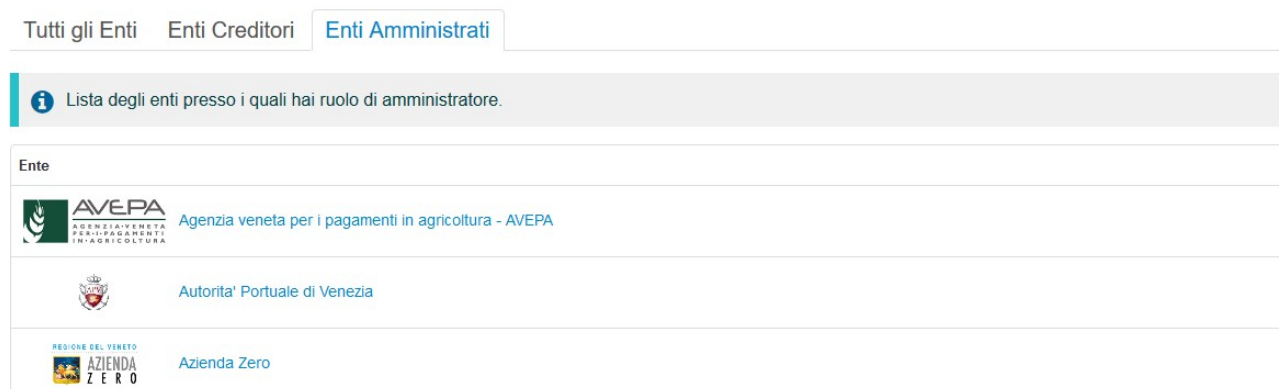 Tutti gli Enti Enti Creditori Enti Amministrati
Lista degli enti presso i quali hai ruolo di amministratore.
Ente
AVEPA
AGENZIA·VENETA
PER·I·PAGAMENTI
IN·AGRICOLTURA
Agenzia veneta per i pagamenti in agricoltura - AVEPA
Autorita' Portuale di Venezia
REGIONE DEL VENETO
AZIENDA
ZERO
Azienda Zero